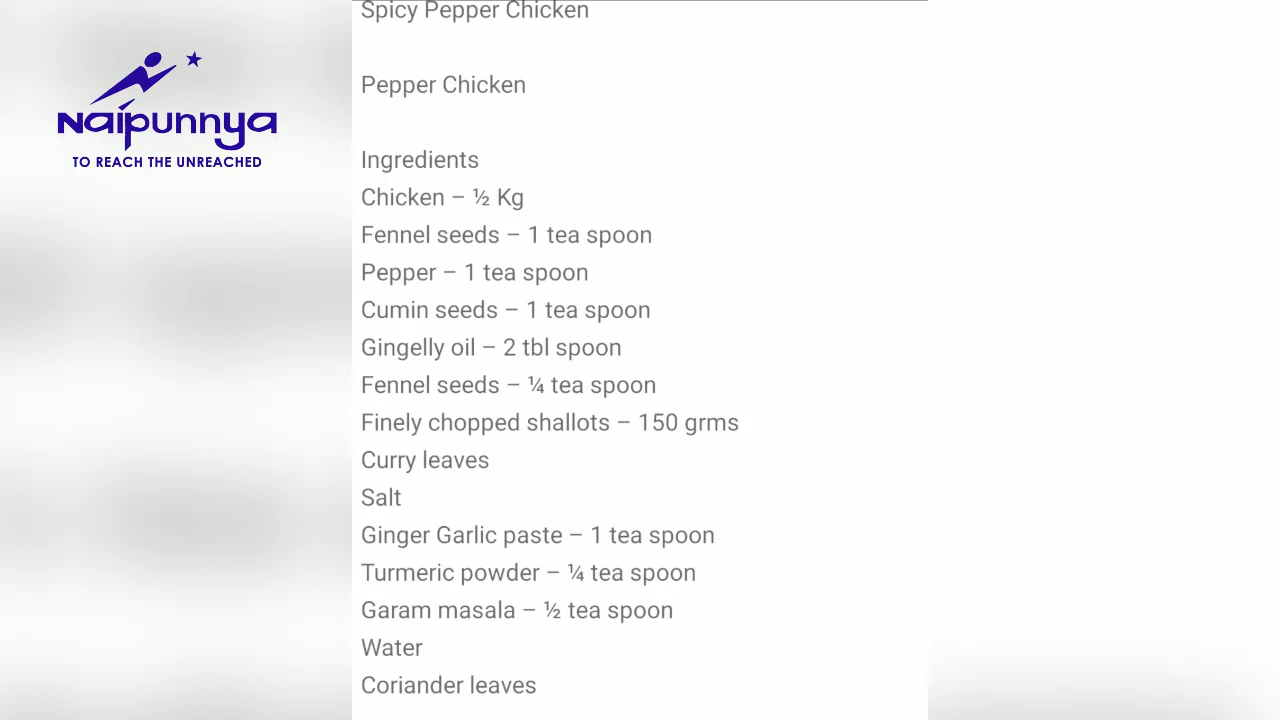 Naipunnya
TO REACH THE UNREACHED
Spicy Pepper Chicken
Pepper Chicken
Ingredients
Chicken – ½ Kg
Fennel seeds – 1 tea spoon
Pepper – 1 tea spoon
Cumin seeds – 1 tea spoon
Gingelly oil – 2 tbl spoon
Fennel seeds – ¼ tea spoon
Finely chopped shallots – 150 grms
Curry leaves
Salt
Ginger Garlic paste – 1 tea spoon
Turmeric powder – ¼ tea spoon
Garam masala – ½ tea spoon
Water
Coriander leaves